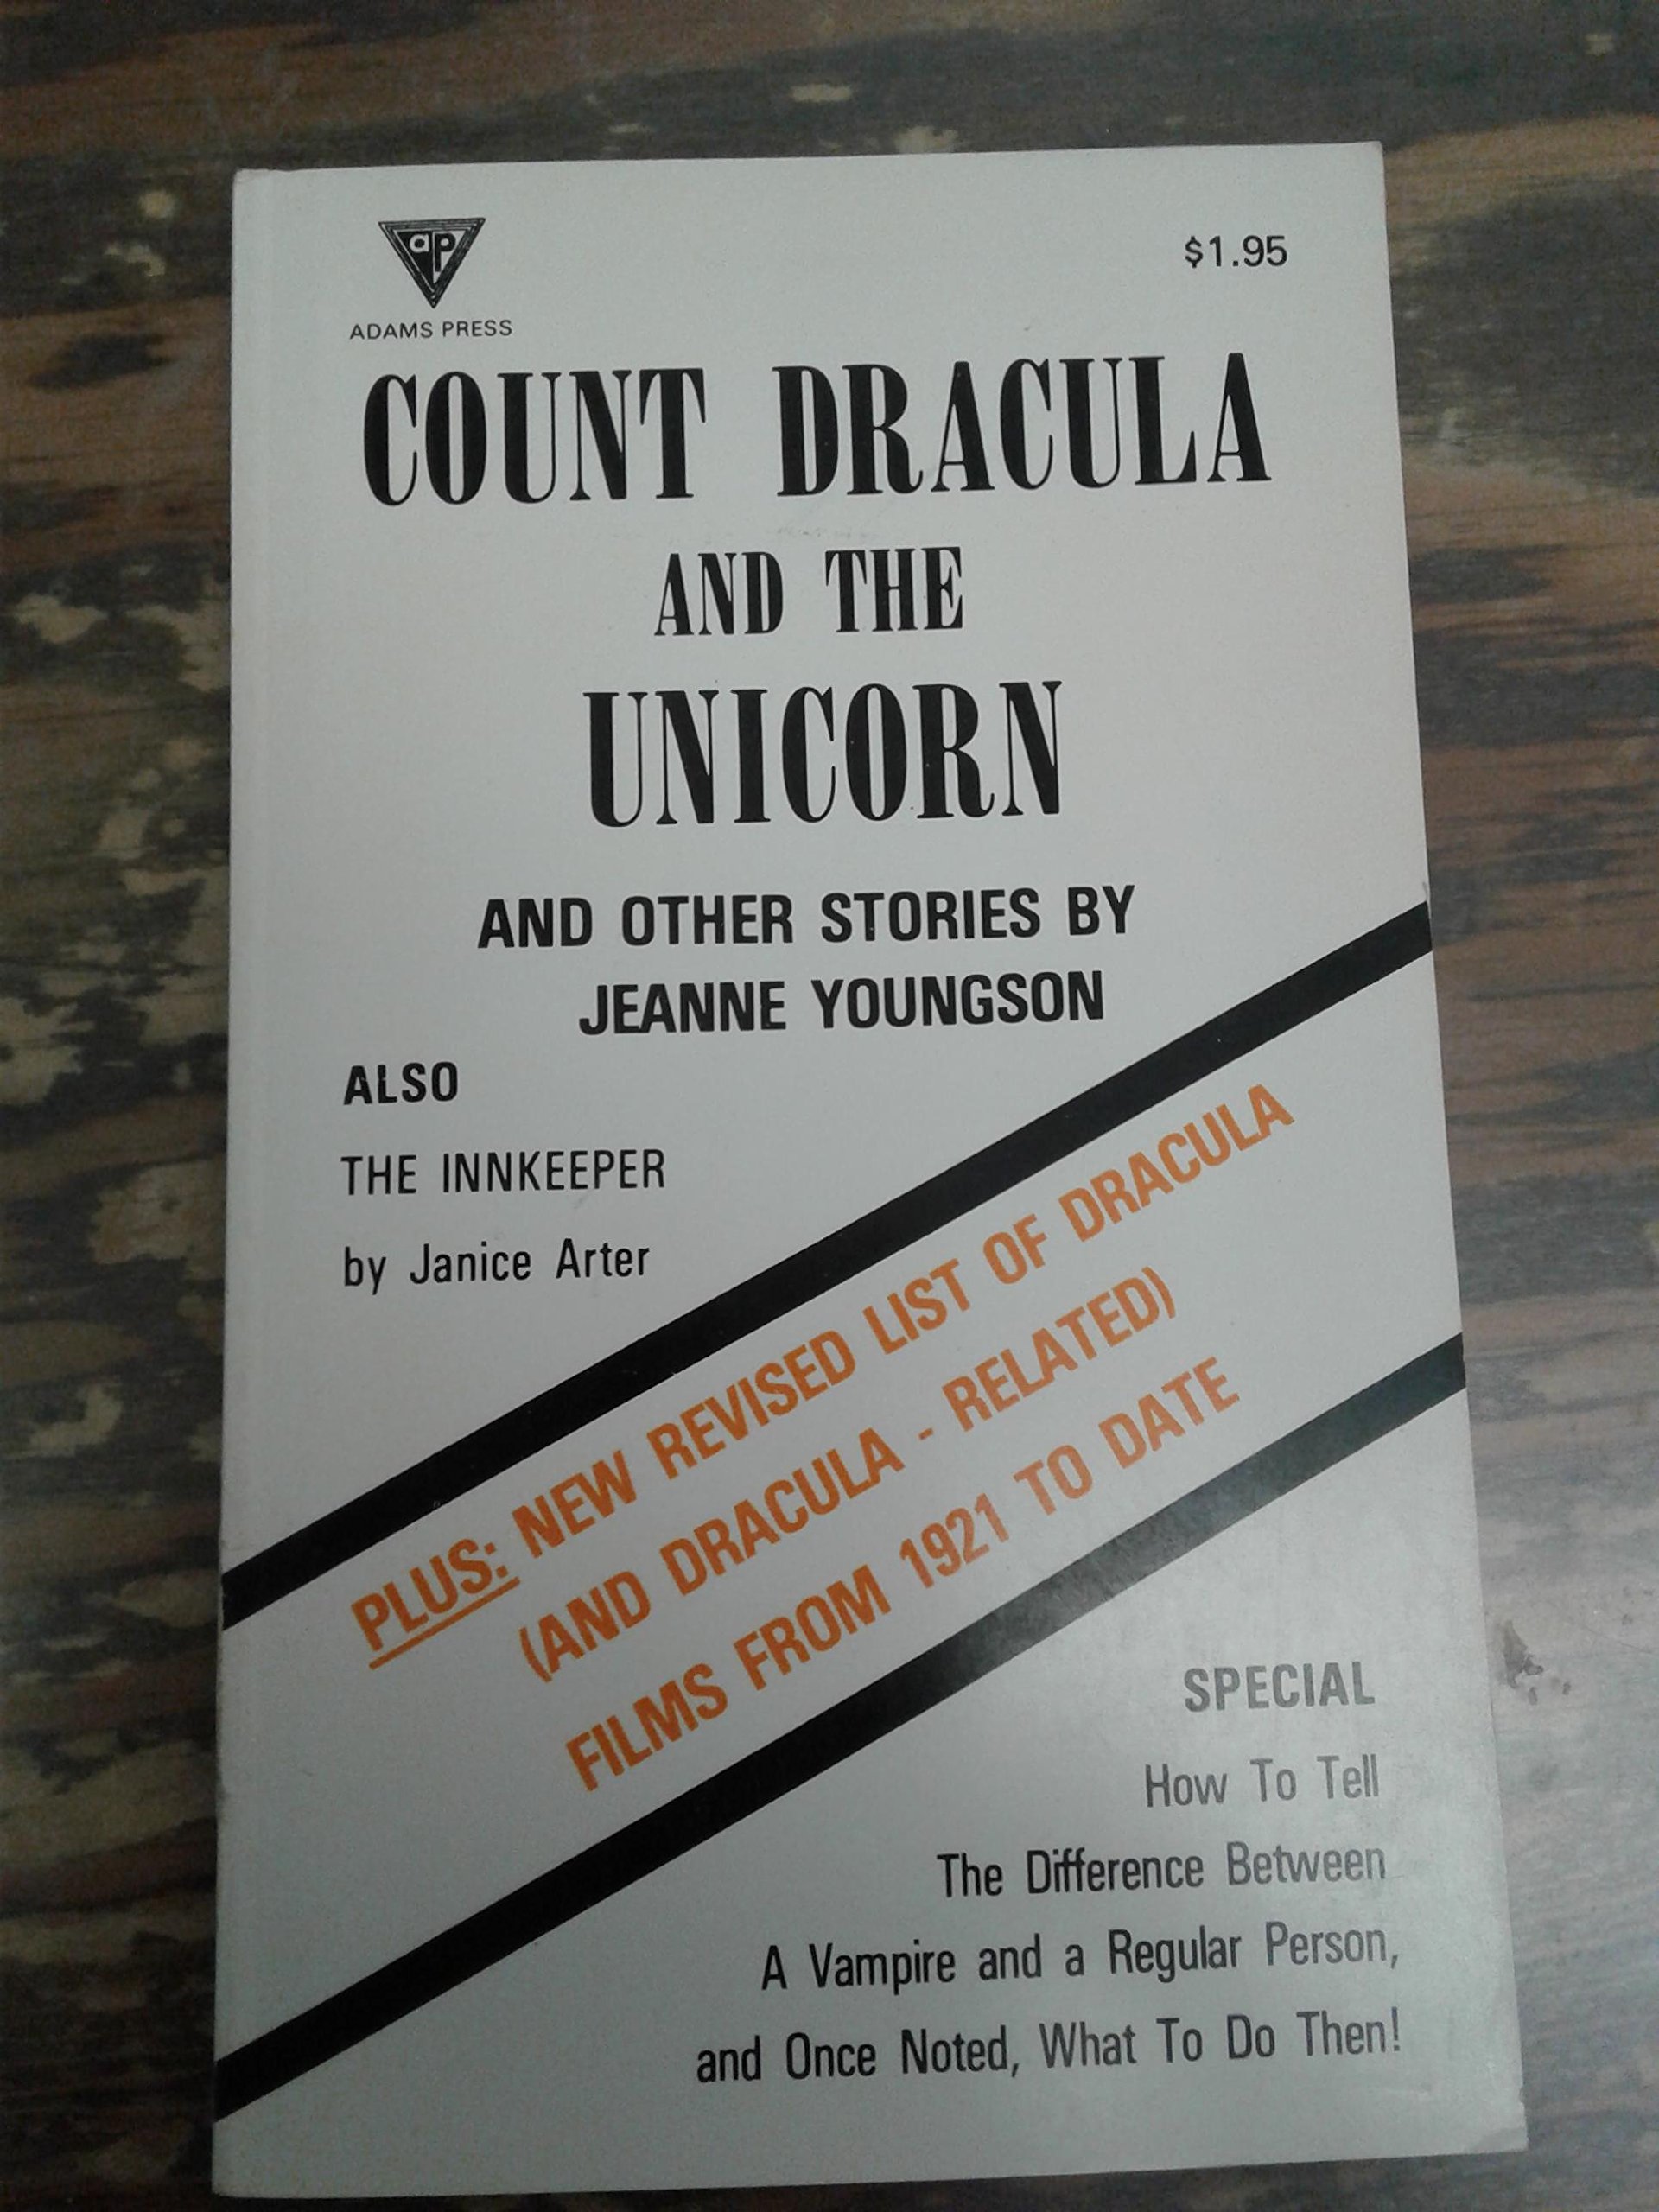 ap
$1.95
ADAMS PRESS
COUNT DRACULA
AND THE
UNICORN
AND OTHER STORIES BY
JEANNE YOUNGSON
ALSO
THE INNKEEPER
by Janice Arter
PLUS: NEW REVISED LIST OF DRACULA
(AND DRACULA - RELATED)
FILMS FROM 1921 TO DATE
SPECIAL
How To Tell
The Difference Between
A Vampire and a Regular Person,
and Once Noted, What To Do Then!